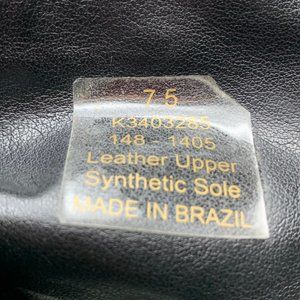 7.5
K3403285
148 - 1405
Leather Upper
Synthetic Sole
MADE IN BRAZIL